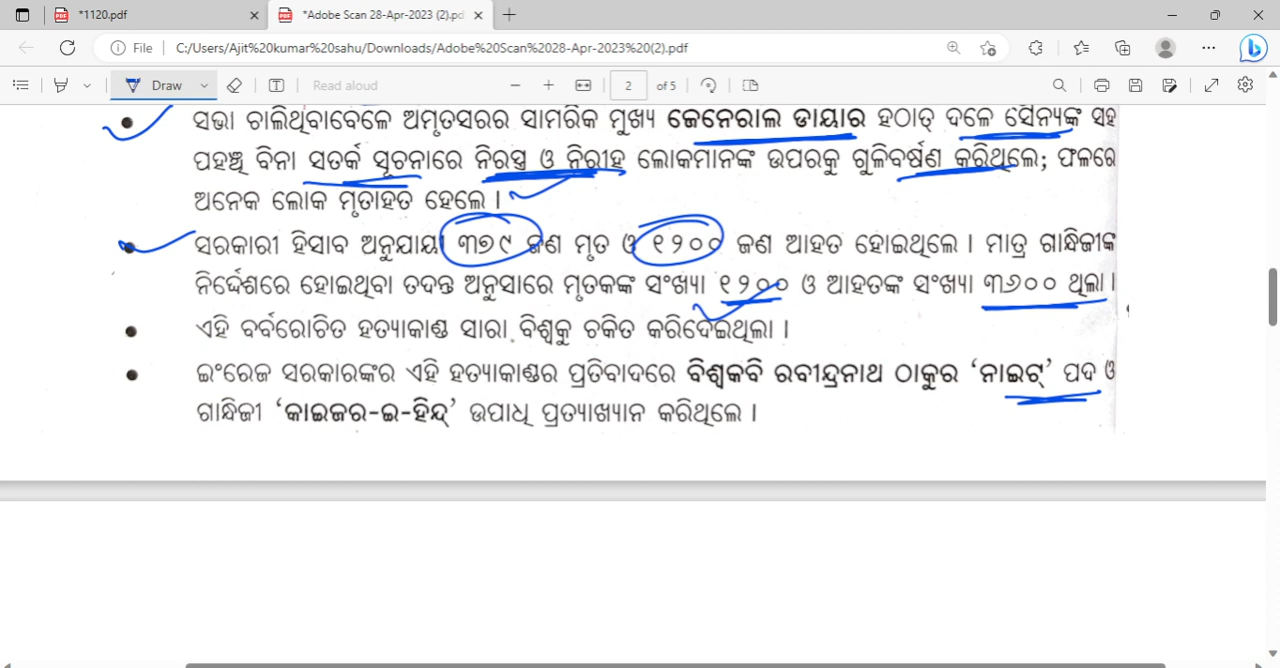 *1120.pdf
*Adobe Scan 28-Apr-2023 (2).pd
File
C:/Users/Ajit%20kumar%20sahu/Downloads/Adobe%20Scan%2028-Apr-2023%20(2).pdf
Draw
Read aloud
2 of 5
ସଭା ଚାଲିଥିବାବେଳେ ଅମୃତସରର ସାମରିକ ମୁଖ୍ୟ ଜେନେରାଲ ଡାୟାର ହଠାତ୍ ଦଳେ ସୈନ୍ୟଙ୍କ ସହ
ପହଞ୍ଚି ବିନା ସତର୍କ ସୂଚନାରେ ନିରସ୍ତ୍ର ଓ ନିରୀହ ଲୋକମାନଙ୍କ ଉପରକୁ ଗୁଳିବର୍ଷଣ କରିଥିଲେ; ଫଳରେ
ଅନେକ ଲୋକ ମୃତାହତ ହେଲେ ।
ସରକାରୀ ହିସାବ ଅନୁଯାୟୀ ୩୭୯ ଜଣ ମୃତ ଓ ୧୨୦୦ ଜଣ ଆହତ ହୋଇଥିଲେ । ମାତ୍ର ଗାନ୍ଧିଜୀଙ୍କ
ନିର୍ଦ୍ଦେଶରେ ହୋଇଥିବା ତଦନ୍ତ ଅନୁସାରେ ମୃତକଙ୍କ ସଂଖ୍ୟା ୧୨୦୦ ଓ ଆହତଙ୍କ ସଂଖ୍ୟା ୩୬୦୦ ଥିଲା ।
ଏହି ବର୍ବରୋଚିତ ହତ୍ୟାକାଣ୍ଡ ସାରା ବିଶ୍ୱକୁ ଚକିତ କରିଦେଇଥିଲା ।
ଇଂରେଜ ସରକାରଙ୍କର ଏହି ହତ୍ୟାକାଣ୍ଡର ପ୍ରତିବାଦରେ ବିଶ୍ୱକବି ରବୀନ୍ଦ୍ରନାଥ ଠାକୁର ‘ନାଇଟ୍’ ପଦ ଓ
ଗାନ୍ଧିଜୀ ‘କାଇଜର-ଇ-ହିନ୍ଦ୍’ ଉପାଧି ପ୍ରତ୍ୟାଖ୍ୟାନ କରିଥିଲେ ।